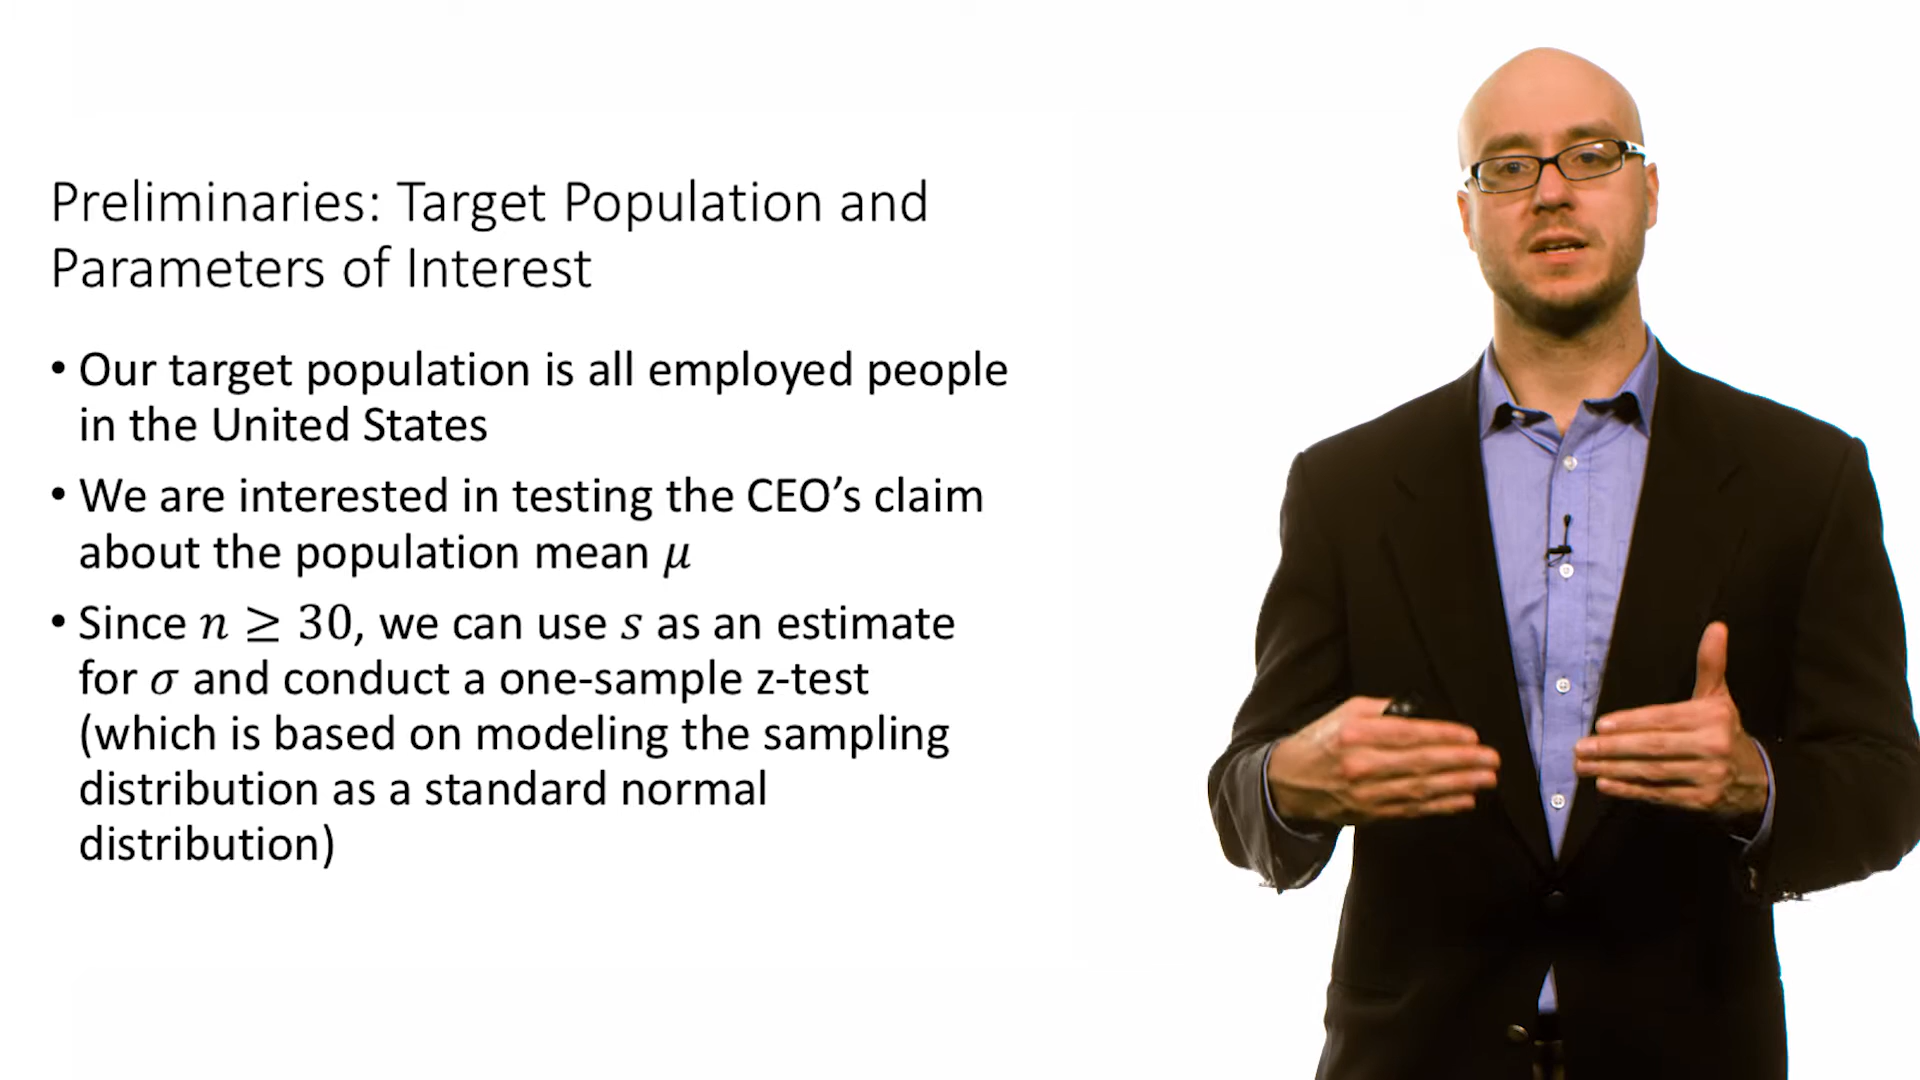 Preliminaries: Target Population and
Parameters of Interest
• Our target population is all employed people
in the United States
• We are interested in testing the CEO’s claim
about the population mean μ
• Since n ≥ 30, we can use s as an estimate
for σ and conduct a one-sample z-test
(which is based on modeling the sampling
distribution as a standard normal
distribution)